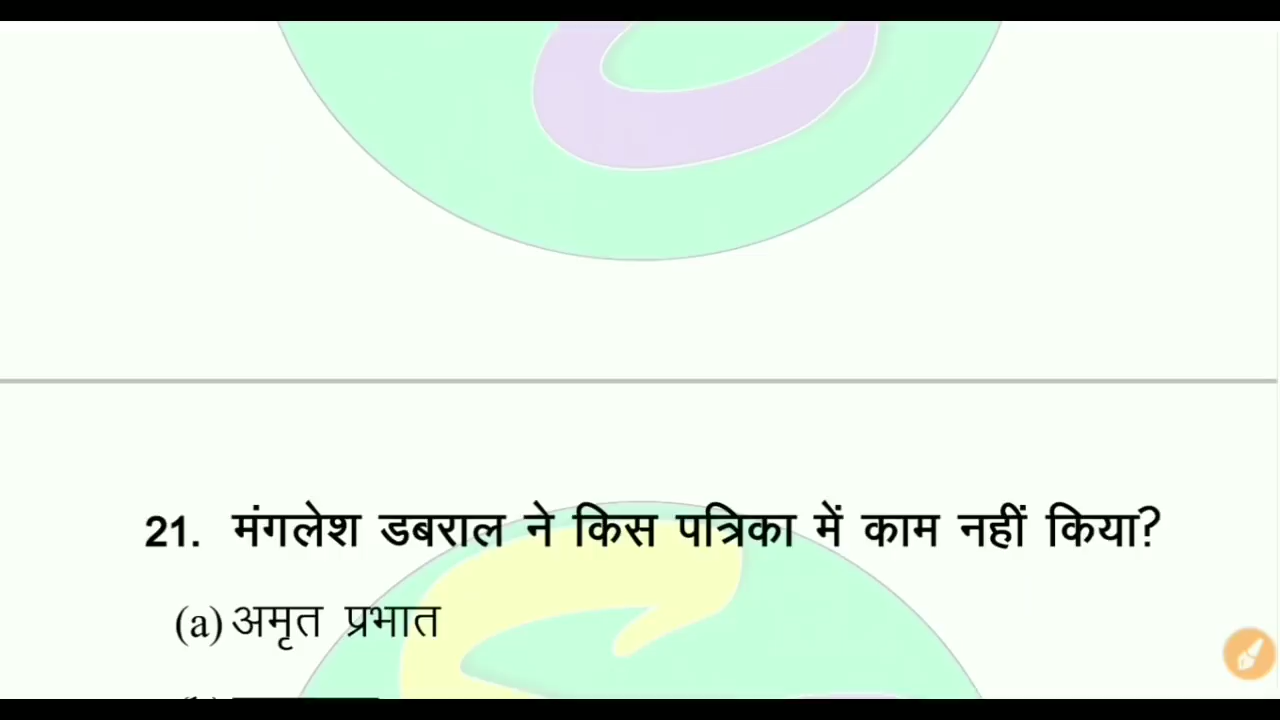 21. मंगलेश डबराल ने किस पत्रिका में काम नहीं किया?
(a) अमृत प्रभात